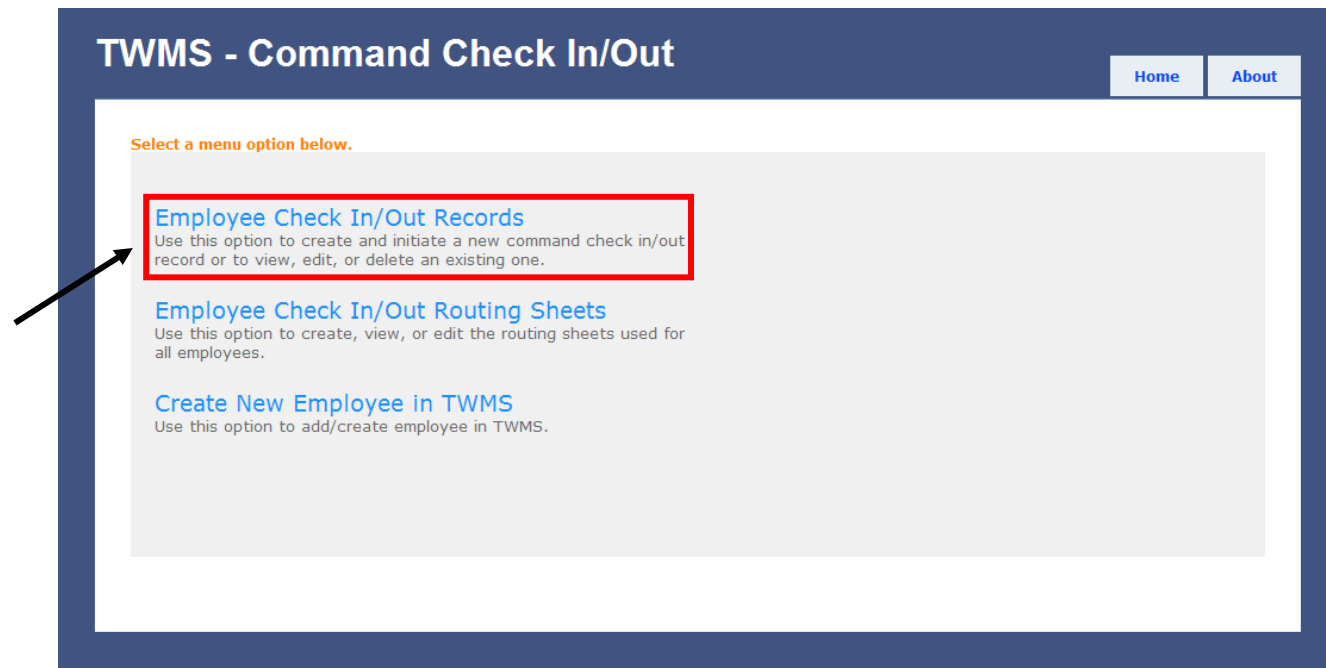 TWMS - Command Check In/Out
Home
About
Select a menu option below.
Employee Check In/Out Records
Use this option to create and initiate a new command check in/out
record or to view, edit, or delete an existing one.
Employee Check In/Out Routing Sheets
Use this option to create, view, or edit the routing sheets used for
all employees.
Create New Employee in TWMS
Use this option to add/create employee in TWMS.